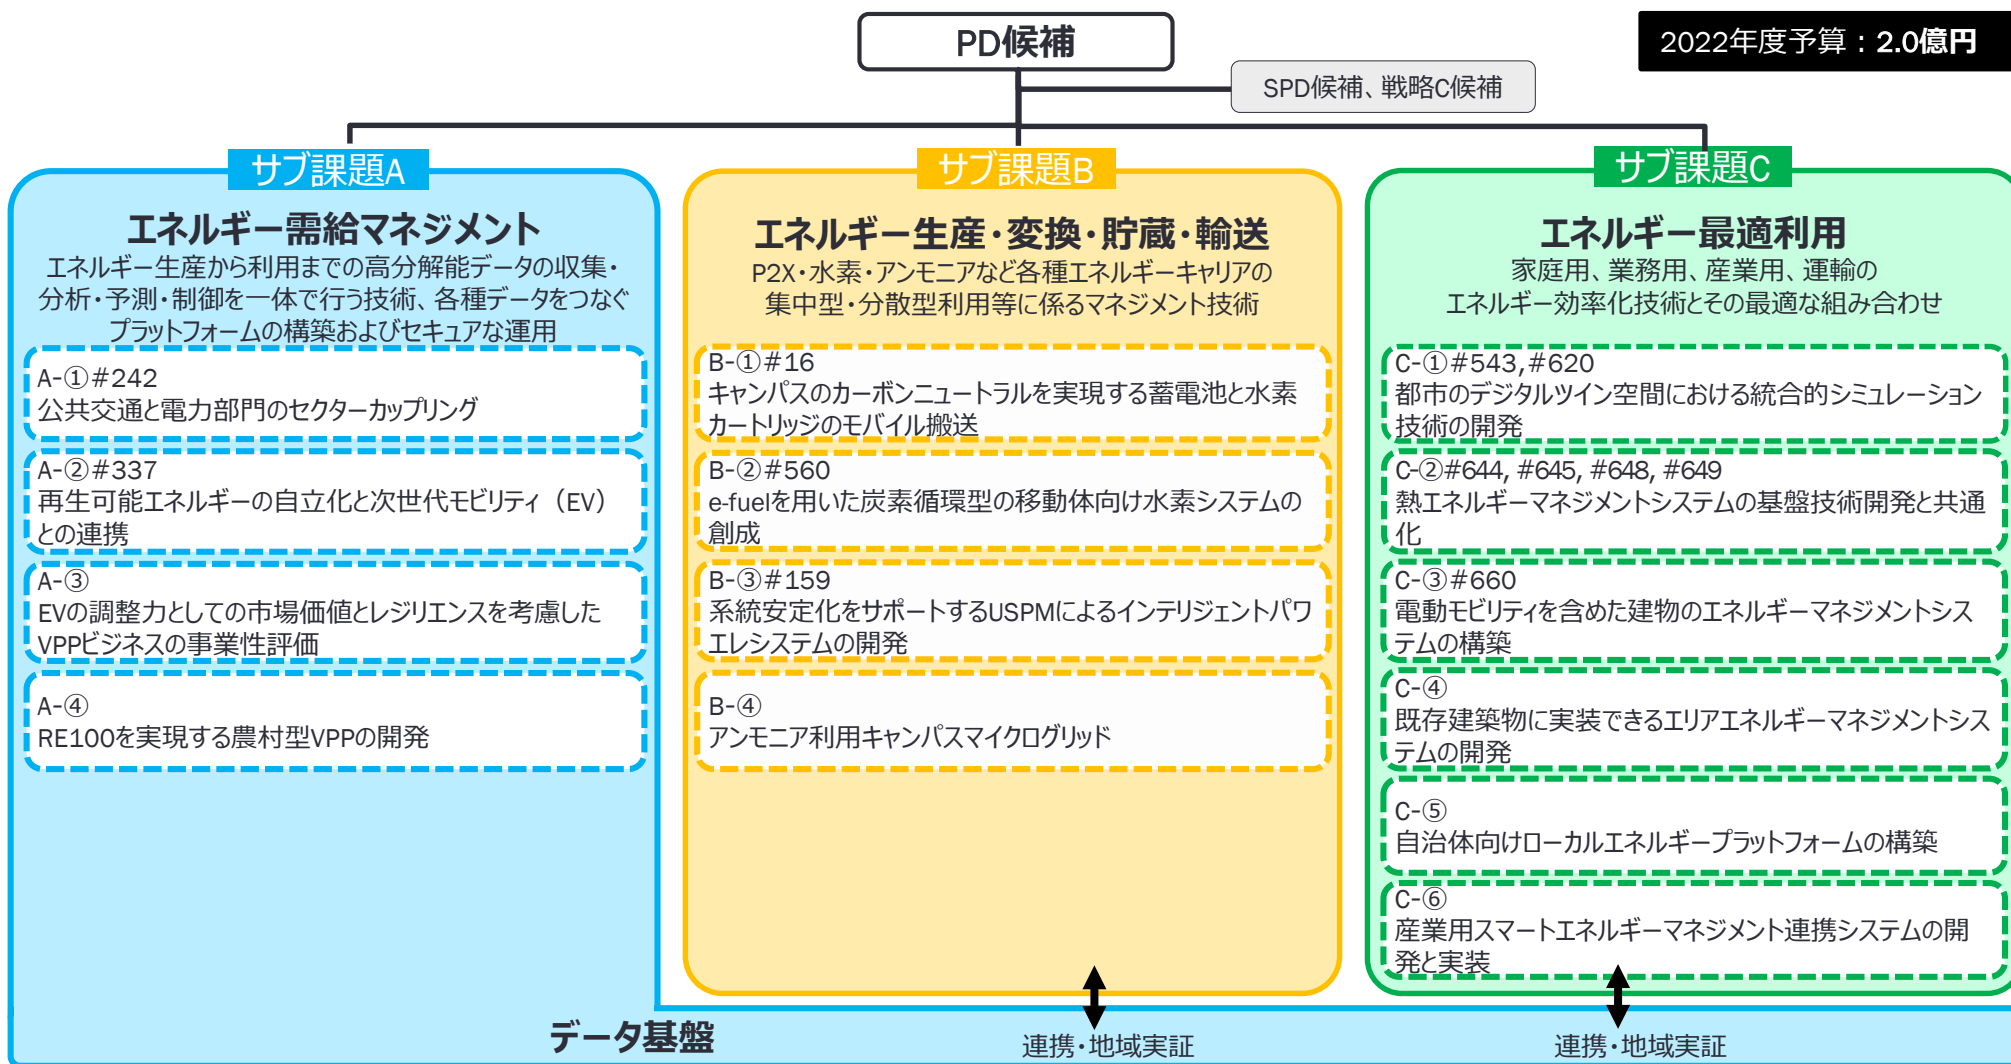 PD候補
2022年度予算：2.0億円
SPD候補、戦略C候補
サブ課題A
エネルギー需給マネジメント
エネルギー生産から利用までの高分解能データの収集・
分析・予測・制御を一体で行う技術、各種データをつなぐ
プラットフォームの構築およびセキュアな運用
A-①#242
公共交通と電力部門のセクターカップリング
A-②#337
再生可能エネルギーの自立化と次世代モビリティ（EV）
との連携
A-③
EVの調整力としての市場価値とレジリエンスを考慮した
VPPビジネスの事業性評価
A-④
RE100を実現する農村型VPPの開発
サブ課題B
エネルギー生産・変換・貯蔵・輸送
P2X・水素・アンモニアなど各種エネルギーキャリアの
集中型・分散型利用等に係るマネジメント技術
B-①#16
キャンパスのカーボンニュートラルを実現する蓄電池と水素
カートリッジのモバイル搬送
B-②#560
e-fuelを用いた炭素循環型の移動体向け水素システムの
創成
B-③#159
系統安定化をサポートするUSPMによるインテリジェントパワ
エレシステムの開発
B-④
アンモニア利用キャンパスマイクログリッド
サブ課題C
エネルギー最適利用
家庭用、業務用、産業用、運輸の
エネルギー効率化技術とその最適な組み合わせ
C-①#543,#620
都市のデジタルツイン空間における統合的シミュレーション
技術の開発
C-②#644, #645, #648, #649
熱エネルギーマネジメントシステムの基盤技術開発と共通
化
C-③#660
電動モビリティを含めた建物のエネルギーマネジメントシス
テムの構築
C-④
既存建築物に実装できるエリアエネルギーマネジメントシス
テムの開発
C-⑤
自治体向けローカルエネルギープラットフォームの構築
C-⑥
産業用スマートエネルギーマネジメント連携システムの開
発と実装
データ基盤
連携・地域実証
連携・地域実証